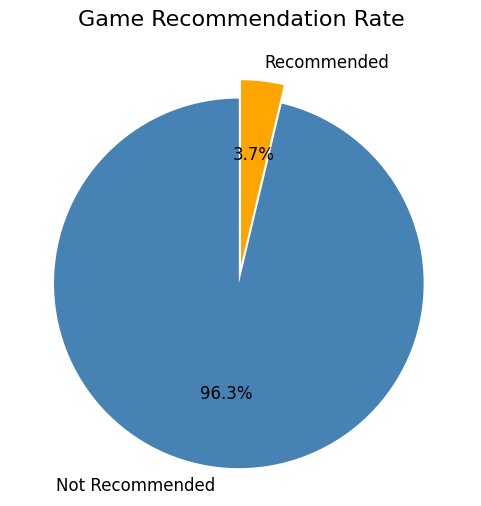 Game Recommendation Rate
Recommended
3.7%
96.3%
Not Recommended